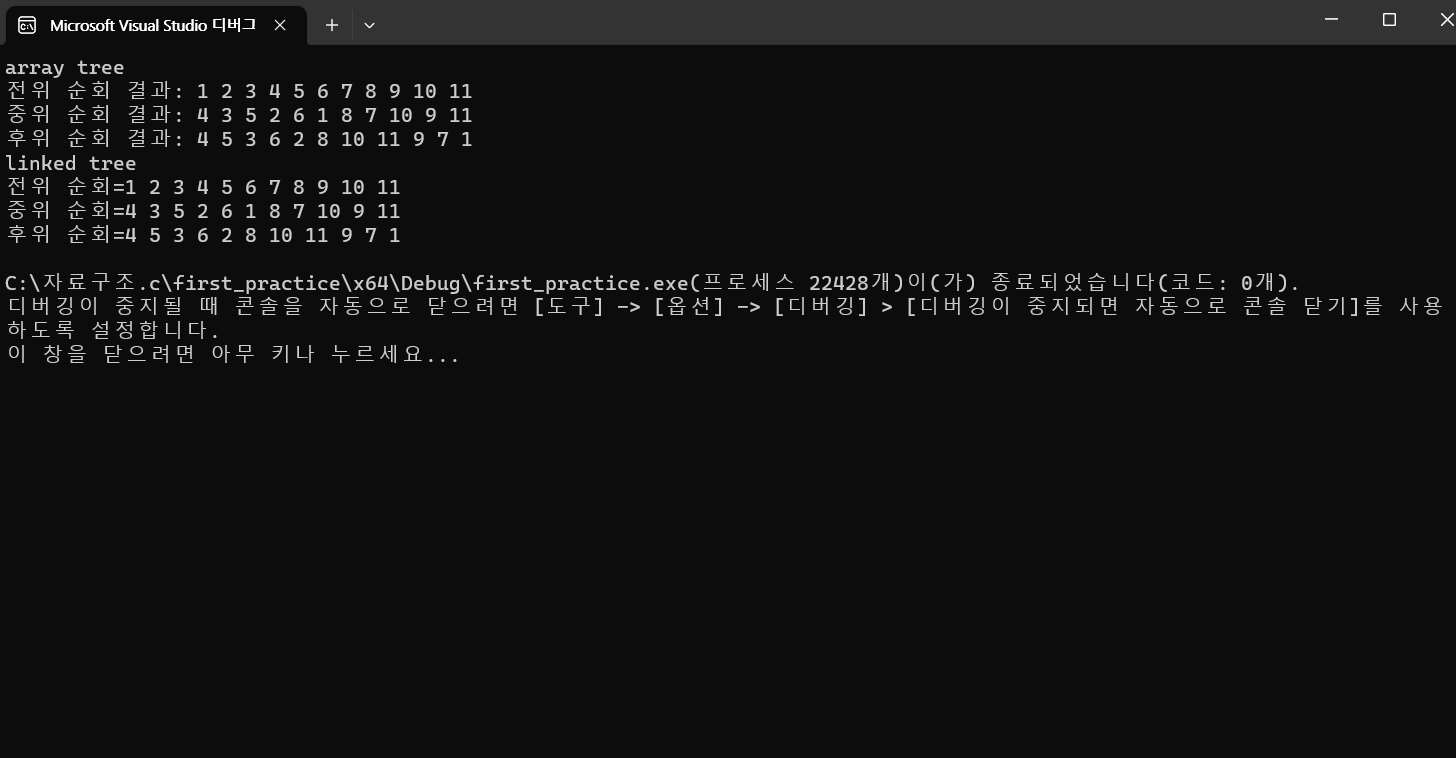 Microsoft Visual Studio 디버그
array tree
전위 순회 결과: 1 2 3 4 5 6 7 8 9 10 11
중위 순회 결과: 4 3 5 2 6 1 8 7 10 9 11
후위 순회 결과: 4 5 3 6 2 8 10 11 9 7 1
linked tree
전위 순회=1 2 3 4 5 6 7 8 9 10 11
중위 순회=4 3 5 2 6 1 8 7 10 9 11
후위 순회=4 5 3 6 2 8 10 11 9 7 1
C:\자료구조.c\first_practice\x64\Debug\first_practice.exe(프로세스 22428개)이(가) 종료되었습니다(코드: 0개).
디버깅이 중지될 때 콘솔을 자동으로 닫으려면 [도구] -> [옵션] -> [디버깅] > [디버깅이 중지되면 자동으로 콘솔 닫기]를 사용
하도록 설정합니다.
이 창을 닫으려면 아무 키나 누르세요...